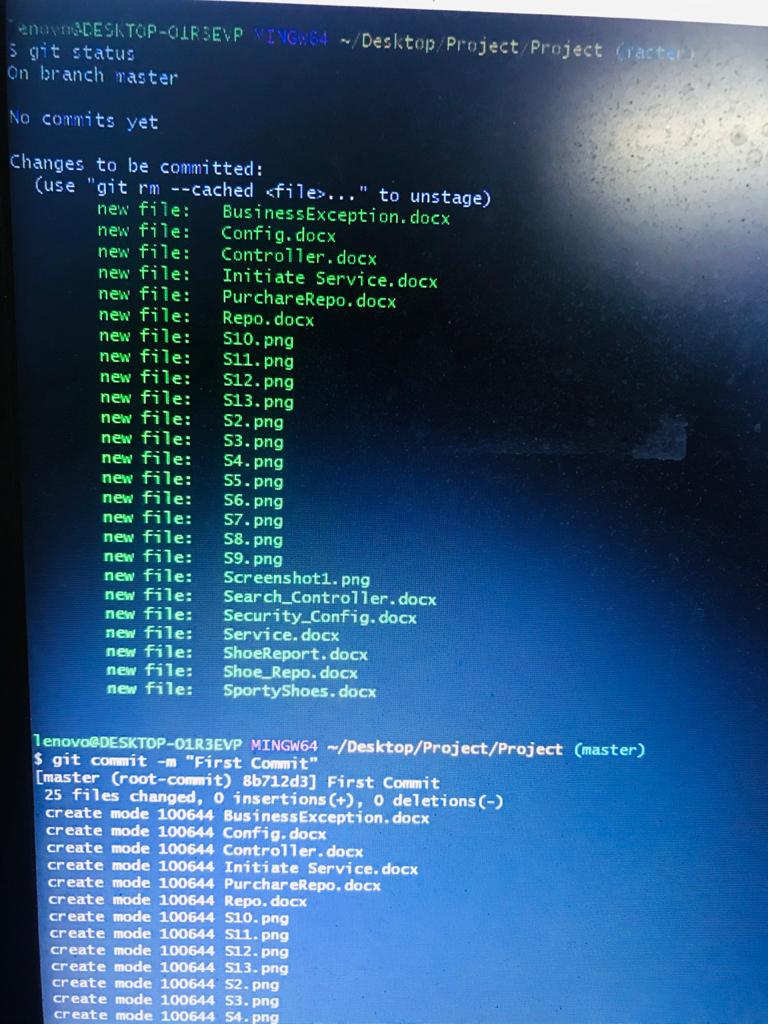 lenovo@DESKTOP-O1R3EVP MINGW64 ~/Desktop/Project/Project (master)
$ git status
On branch master
No commits yet
Changes to be committed:
(use "git rm --cached <file>..." to unstage)
new file: BusinessException.docx
new file: Config.docx
new file: Controller.docx
new file: Initiate Service.docx
new file: PurchareRepo.docx
new file: Repo.docx
new file: S10.png
new file: S11.png
new file: S12.png
new file: S13.png
new file: S2.png
new file: S3.png
new file: S4.png
new file: S5.png
new file: S6.png
new file: S7.png
new file: S8.png
new file: S9.png
new file: Screenshot1.png
new file: Search_Controller.docx
new file: Security_Config.docx
new file: Service.docx
new file: ShoeReport.docx
new file: Shoe_Repo.docx
new file: SportyShoes.docx
lenovo@DESKTOP-O1R3EVP MINGW64 ~/Desktop/Project/Project (master)
$ git commit -m "First Commit"
[master (root-commit) 8b712d3] First Commit
25 files changed, 0 insertions(+), 0 deletions(-)
create mode 100644 BusinessException.docx
create mode 100644 Config.docx
create mode 100644 Controller.docx
create mode 100644 Initiate Service.docx
create mode 100644 PurchareRepo.docx
create mode 100644 Repo.docx
create mode 100644 S10.png
create mode 100644 S11.png
create mode 100644 S12.png
create mode 100644 S13.png
create mode 100644 S2.png
create mode 100644 S3.png
create mode 100644 S4.png